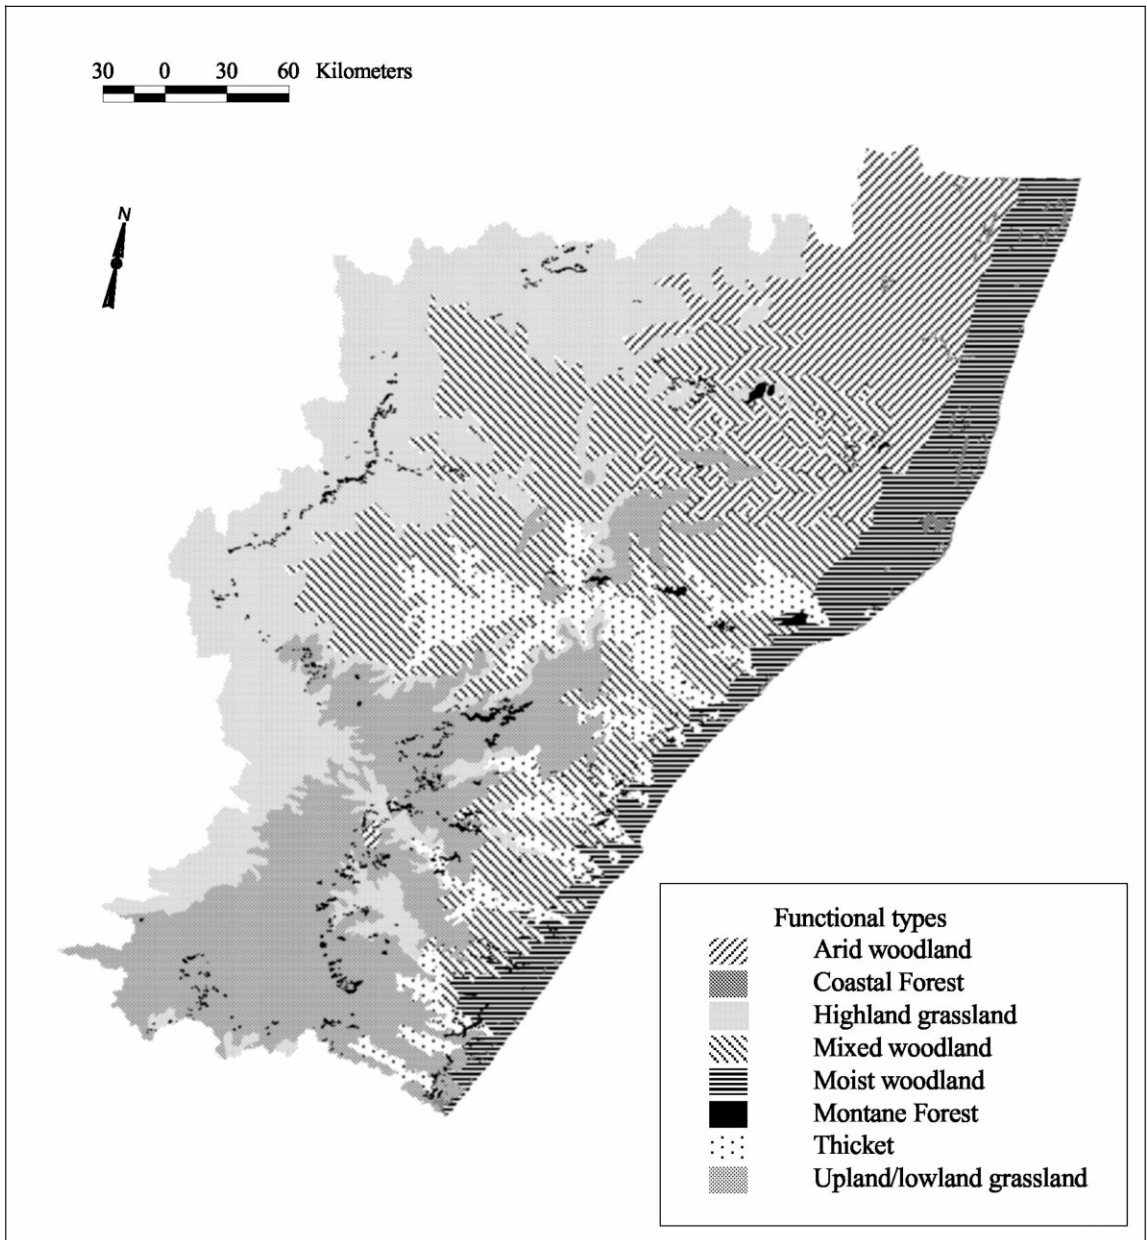 30 0 30 60 Kilometers
N
Functional types
Arid woodland
Coastal Forest
Highland grassland
Mixed woodland
Moist woodland
Montane Forest
Thicket
Upland/lowland grassland